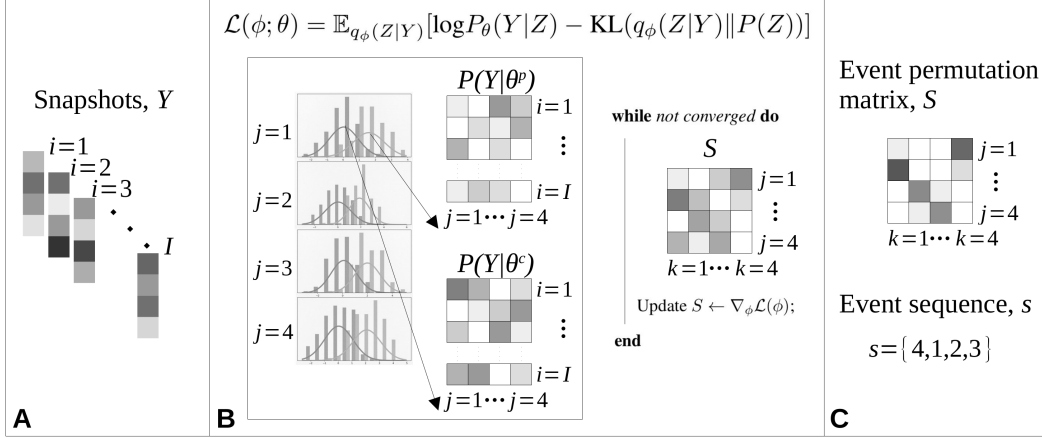 Snapshots, Y
i=1
i=2
i=3
I
A
ℒ(ϕ;θ) = 𝔼_{q_ϕ(Z|Y)}[logP_θ(Y|Z) − KL(q_ϕ(Z|Y)‖P(Z))]
j=1
j=2
j=3
j=4
P(Y|θ^p)
i=1
⋮
i=I
j=1⋯j=4
P(Y|θ^c)
i=1
⋮
i=I
j=1⋯j=4
B
while not converged do
S
j=1
⋮
j=4
k=1⋯k=4
Update S ← ∇_ϕℒ(ϕ);
end
Event permutation
matrix, S
j=1
⋮
j=4
k=1⋯k=4
Event sequence, s
s={4,1,2,3}
C